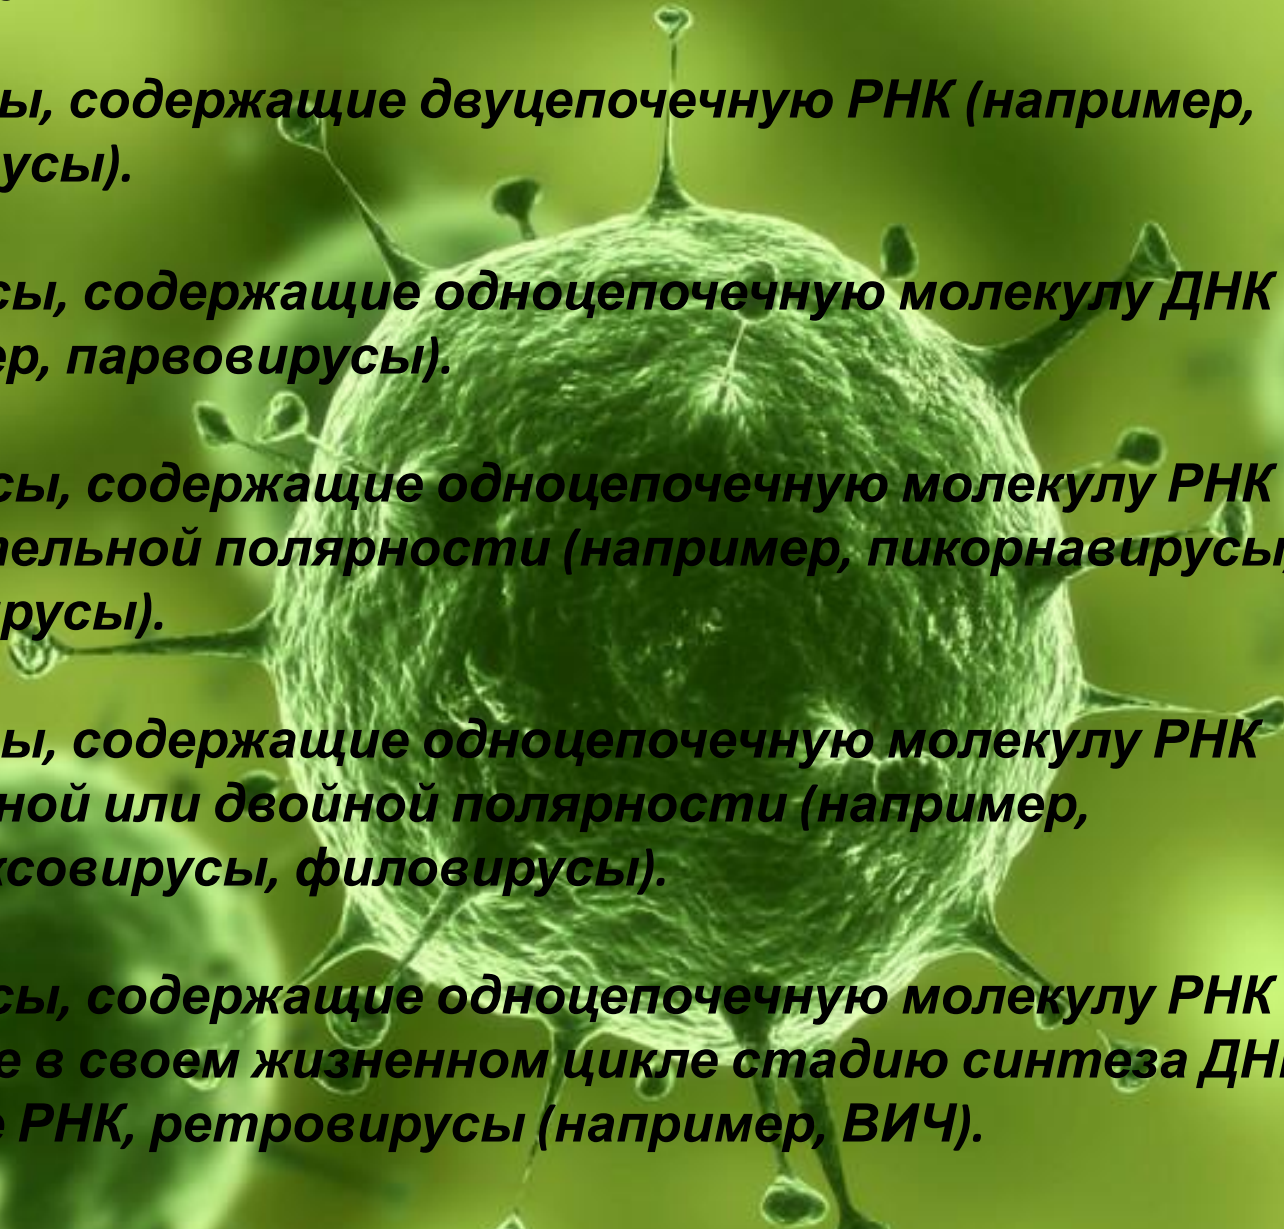 ы, содержащие двуцепочечную РНК (например,
усы).
сы, содержащие одноцепочечную молекулу ДНК
ер, парвовирусы).
сы, содержащие одноцепочечную молекулу РНК
тельной полярности (например, пикорнавирусы,
русы).
ы, содержащие одноцепочечную молекулу РНК
ной или двойной полярности (например,
ксовирусы, филовирусы).
сы, содержащие одноцепочечную молекулу РНК
е в своем жизненном цикле стадию синтеза ДН
е РНК, ретровирусы (например, ВИЧ).